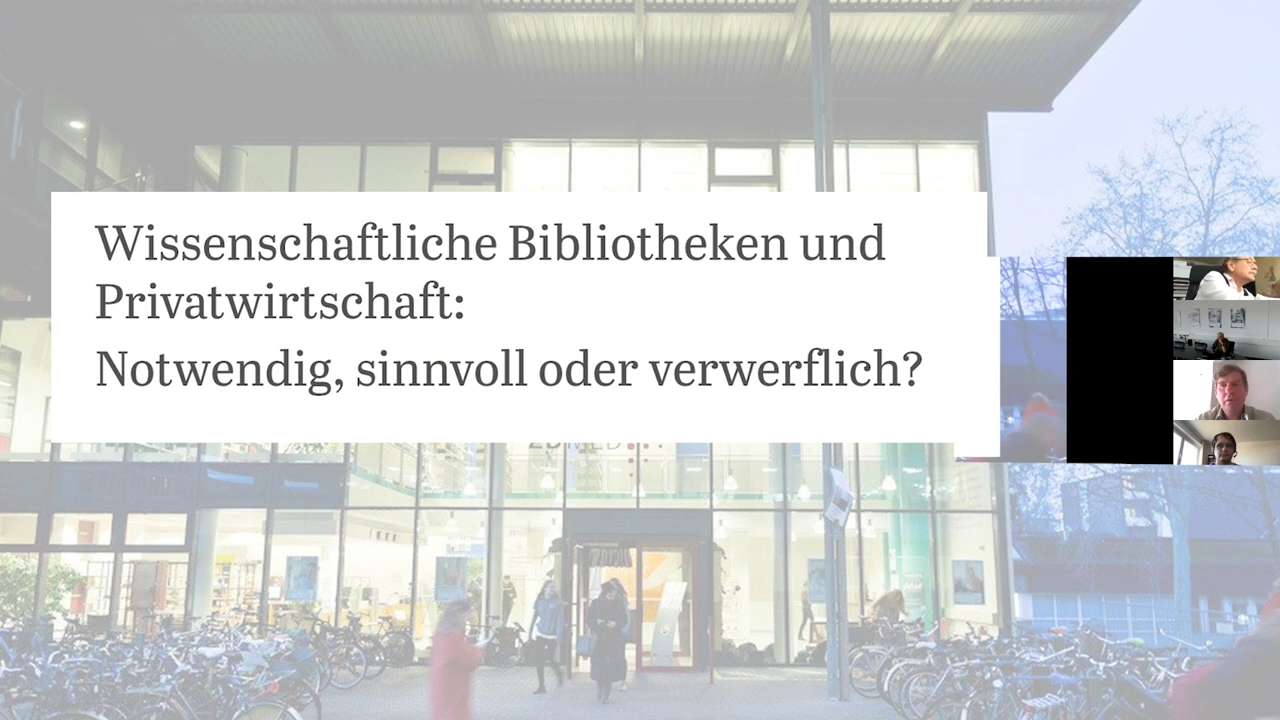 Wissenschaftliche Bibliotheken und
Privatwirtschaft:
Notwendig, sinnvoll oder verwerflich?